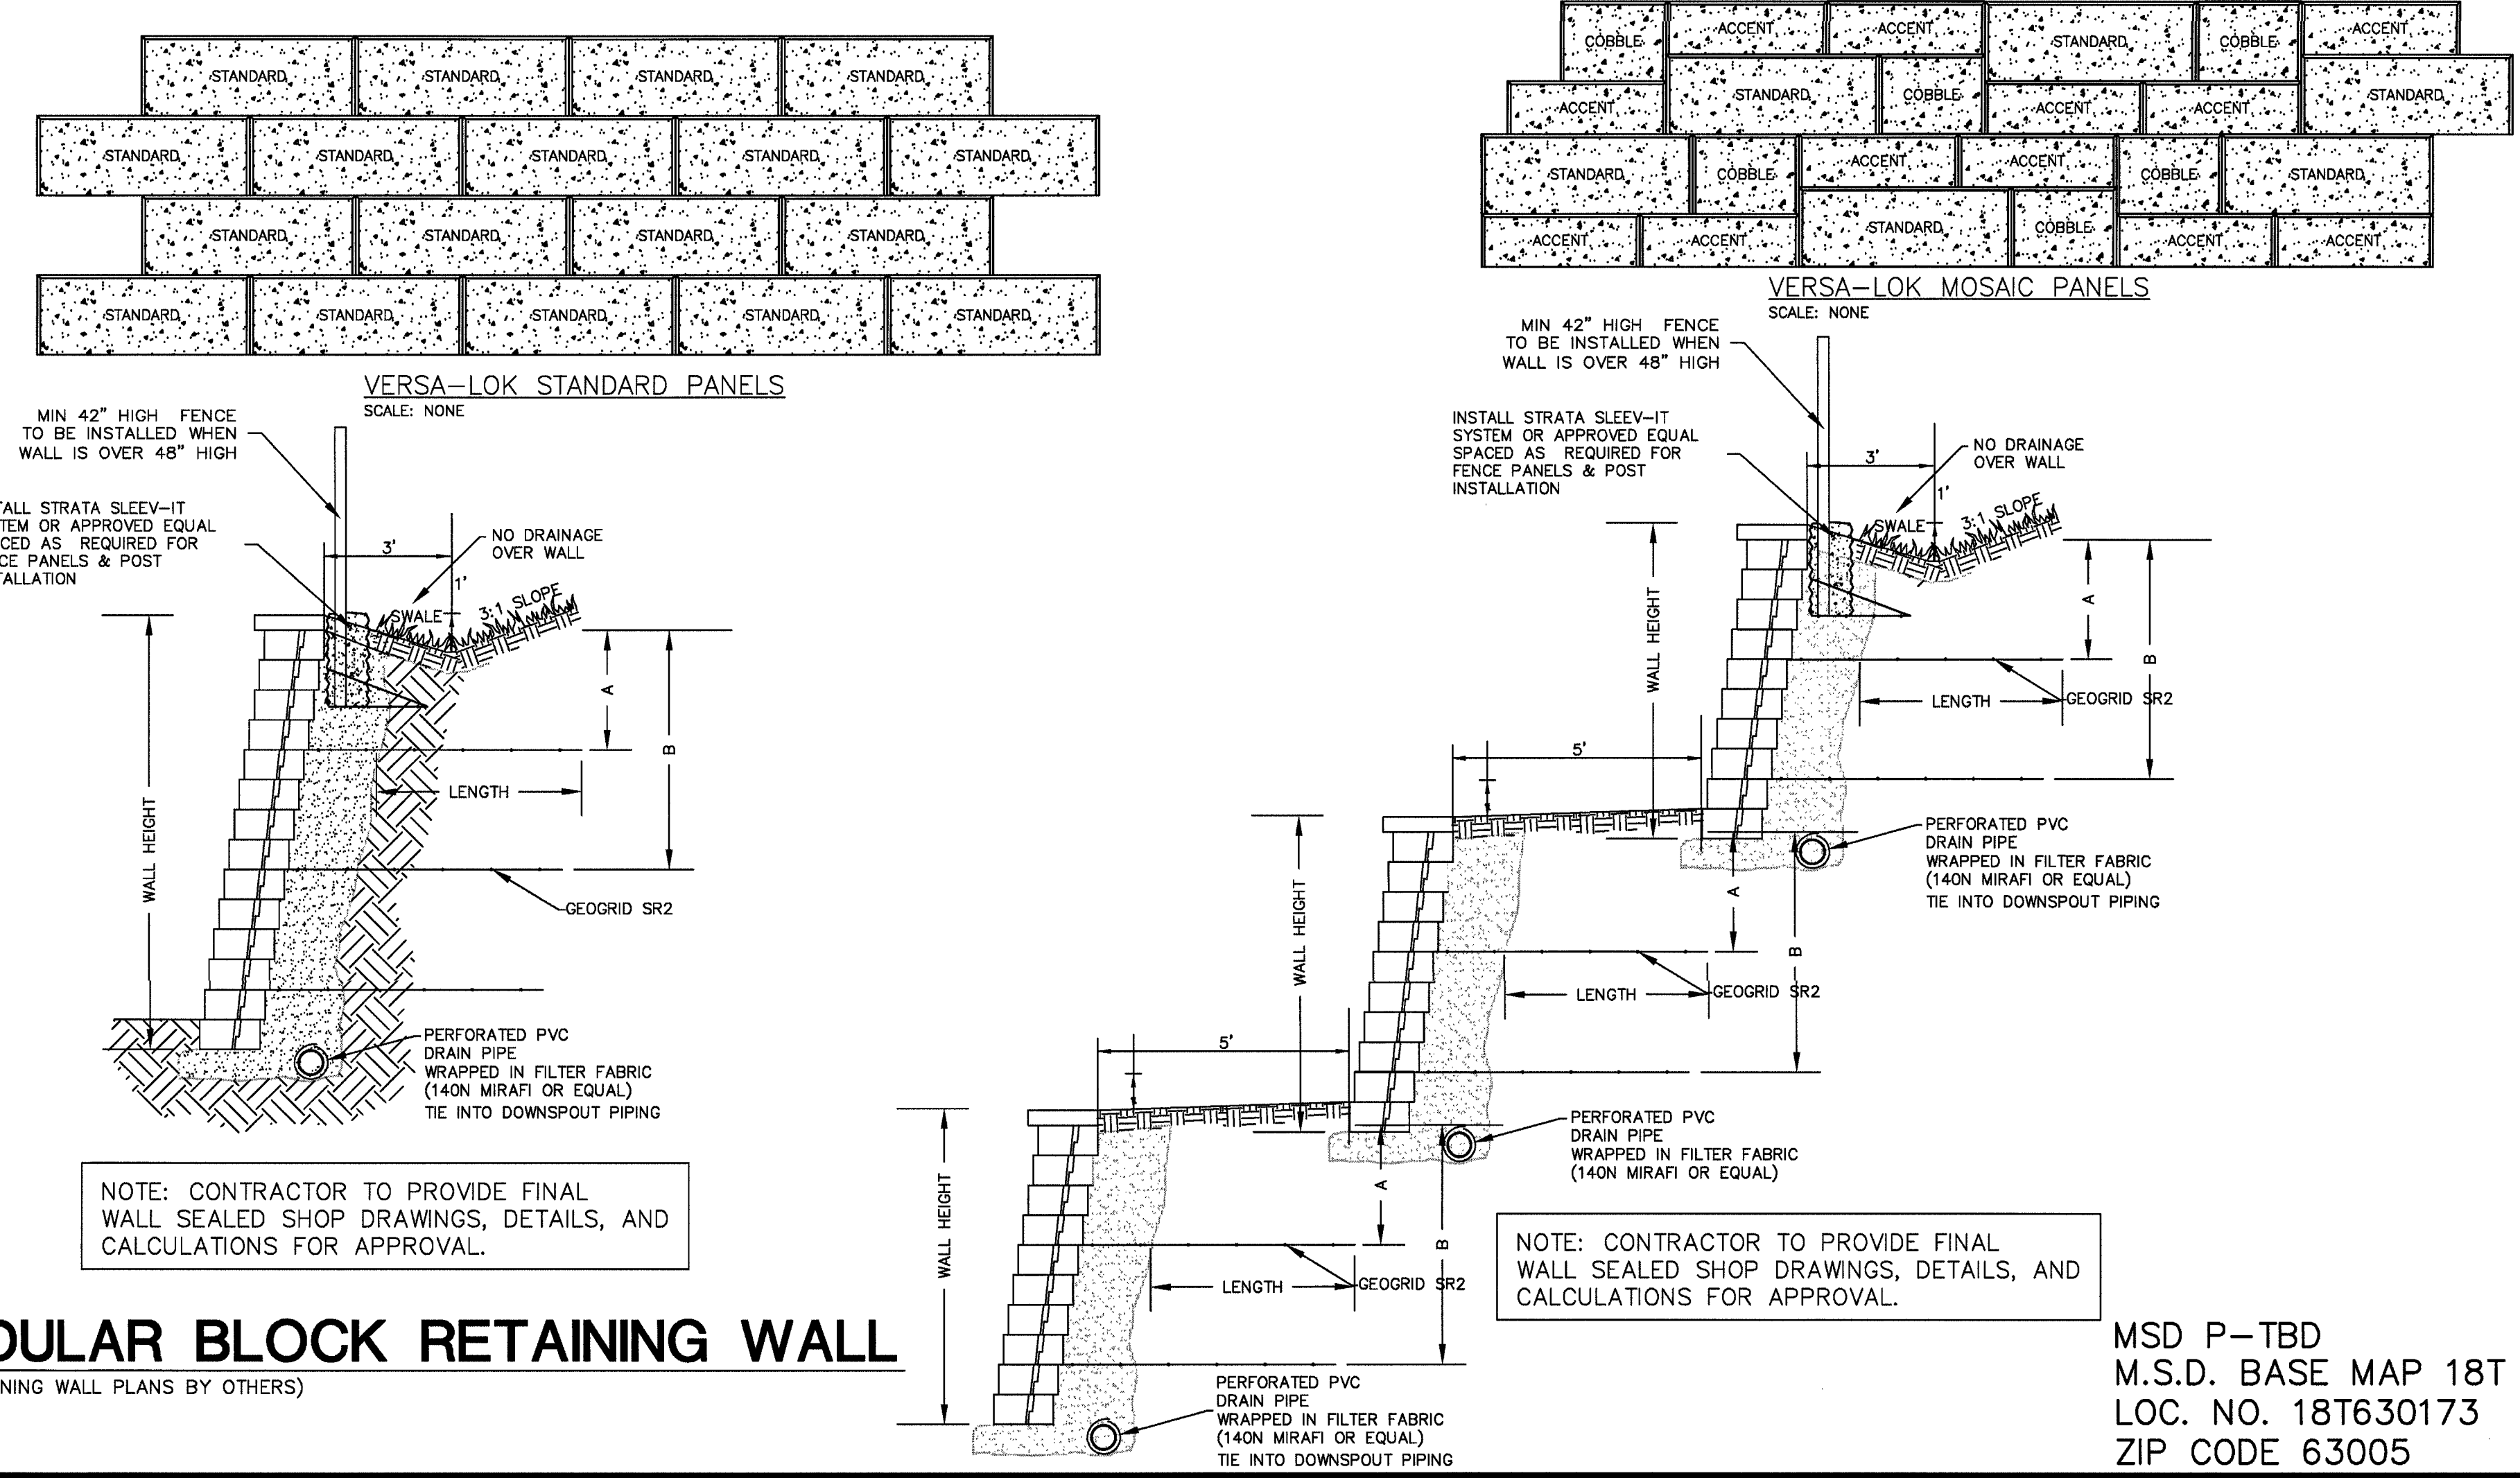 STANDARD STANDARD STANDARD STANDARD
STANDARD STANDARD STANDARD STANDARD STANDARD
STANDARD STANDARD STANDARD STANDARD
STANDARD STANDARD STANDARD STANDARD STANDARD
VERSA-LOK STANDARD PANELS
SCALE: NONE
MIN 42" HIGH FENCE
TO BE INSTALLED WHEN
WALL IS OVER 48" HIGH
TALL STRATA SLEEV-IT
TEM OR APPROVED EQUAL
CED AS REQUIRED FOR
CE PANELS & POST
TALLATION
3'
NO DRAINAGE
OVER WALL
1'
SWALE
3:1 SLOPE
A
B
LENGTH
WALL HEIGHT
GEOGRID SR2
PERFORATED PVC
DRAIN PIPE
WRAPPED IN FILTER FABRIC
(140N MIRAFI OR EQUAL)
TIE INTO DOWNSPOUT PIPING
NOTE: CONTRACTOR TO PROVIDE FINAL
WALL SEALED SHOP DRAWINGS, DETAILS, AND
CALCULATIONS FOR APPROVAL.
DULAR BLOCK RETAINING WALL
NING WALL PLANS BY OTHERS)
COBBLE ACCENT ACCENT STANDARD COBBLE ACCENT
ACCENT STANDARD COBBLE ACCENT ACCENT STANDARD
STANDARD COBBLE ACCENT ACCENT COBBLE STANDARD
ACCENT ACCENT STANDARD COBBLE ACCENT ACCENT
VERSA-LOK MOSAIC PANELS
SCALE: NONE
MIN 42" HIGH FENCE
TO BE INSTALLED WHEN
WALL IS OVER 48" HIGH
INSTALL STRATA SLEEV-IT
SYSTEM OR APPROVED EQUAL
SPACED AS REQUIRED FOR
FENCE PANELS & POST
INSTALLATION
3'
NO DRAINAGE
OVER WALL
1'
SWALE
3:1 SLOPE
WALL HEIGHT
A
B
LENGTH
GEOGRID SR2
5'
PERFORATED PVC
DRAIN PIPE
WRAPPED IN FILTER FABRIC
(140N MIRAFI OR EQUAL)
TIE INTO DOWNSPOUT PIPING
WALL HEIGHT
A
B
LENGTH
GEOGRID SR2
5'
PERFORATED PVC
DRAIN PIPE
WRAPPED IN FILTER FABRIC
(140N MIRAFI OR EQUAL)
WALL HEIGHT
A
B
LENGTH
GEOGRID SR2
PERFORATED PVC
DRAIN PIPE
WRAPPED IN FILTER FABRIC
(140N MIRAFI OR EQUAL)
TIE INTO DOWNSPOUT PIPING
NOTE: CONTRACTOR TO PROVIDE FINAL
WALL SEALED SHOP DRAWINGS, DETAILS, AND
CALCULATIONS FOR APPROVAL.
MSD P-TBD
M.S.D. BASE MAP 18T
LOC. NO. 18T630173
ZIP CODE 63005